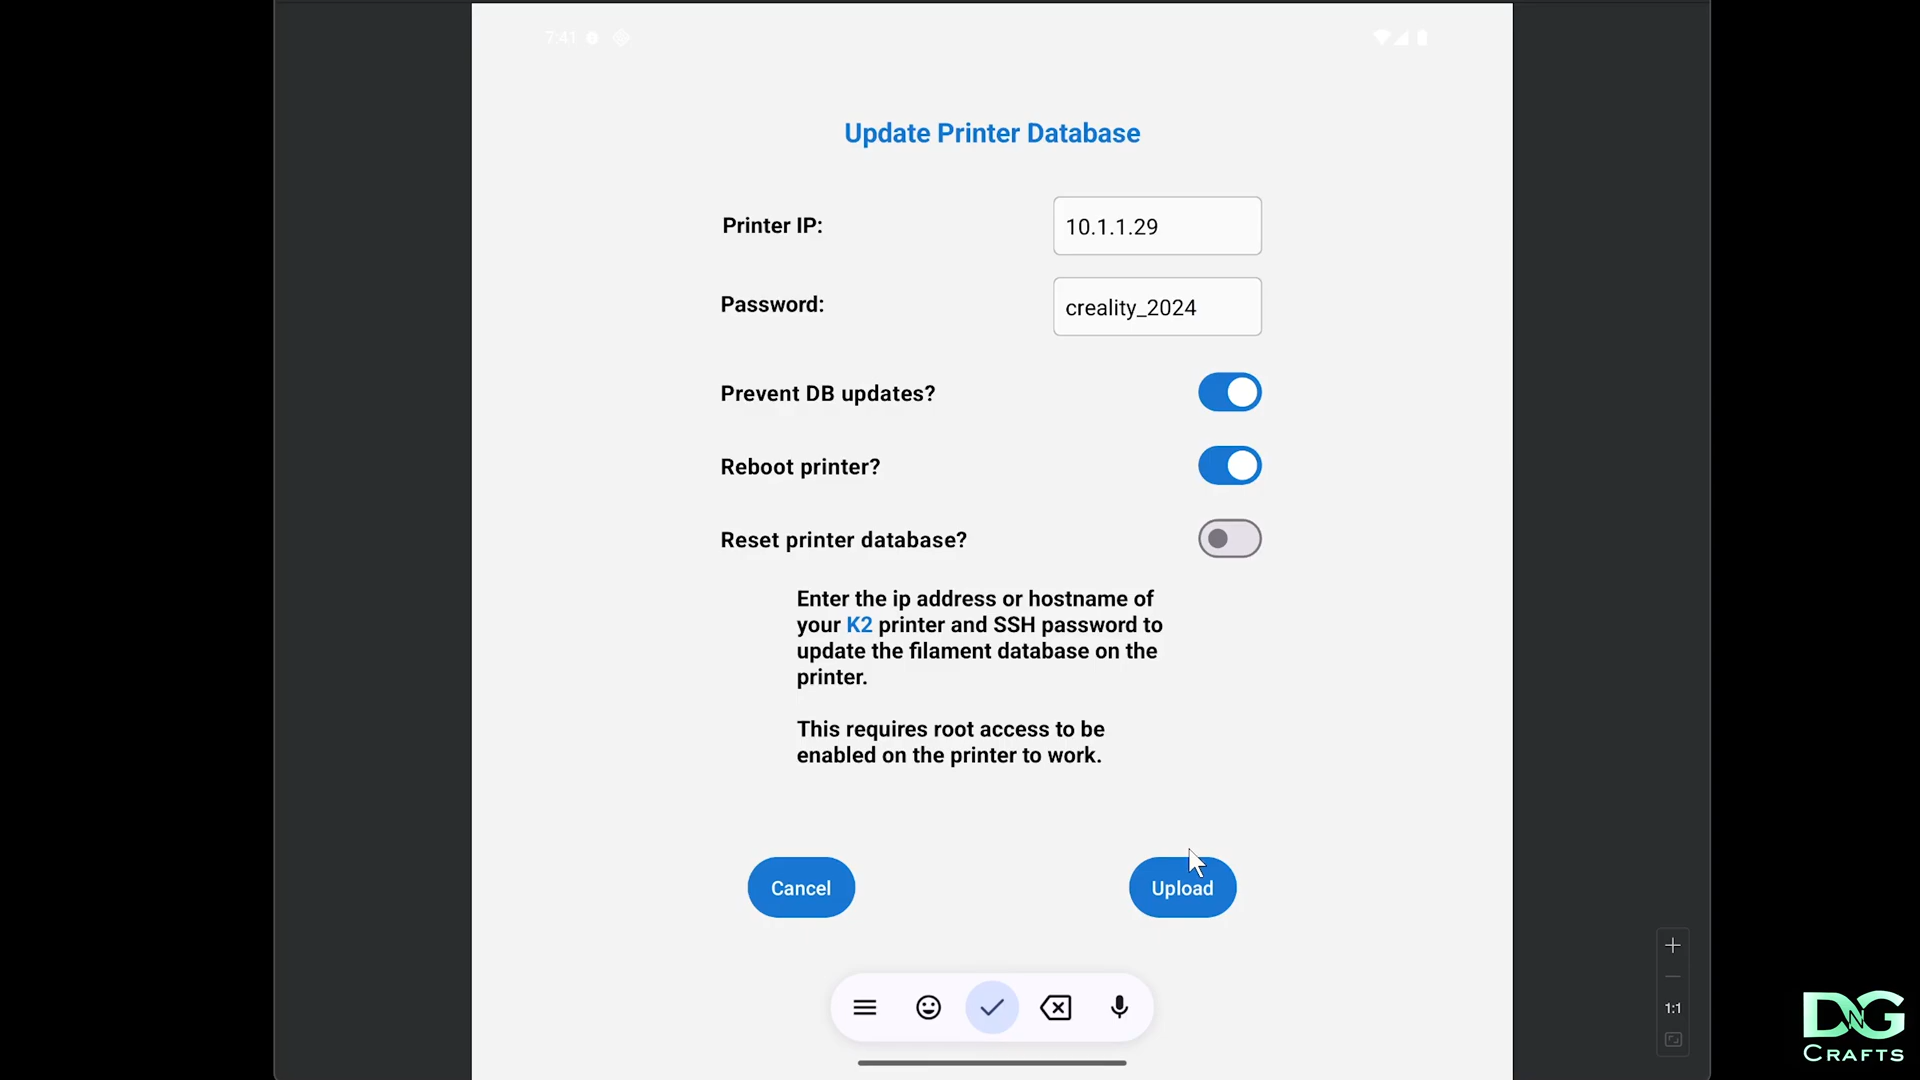 7:41
Update Printer Database
Printer IP:
10.1.1.29
Password:
creality_2024
Prevent DB updates?
Reboot printer?
Reset printer database?
Enter the ip address or hostname of
your K2 printer and SSH password to
update the filament database on the
printer.
This requires root access to be
enabled on the printer to work.
Cancel
Upload
1:1
DNG
CRAFTS